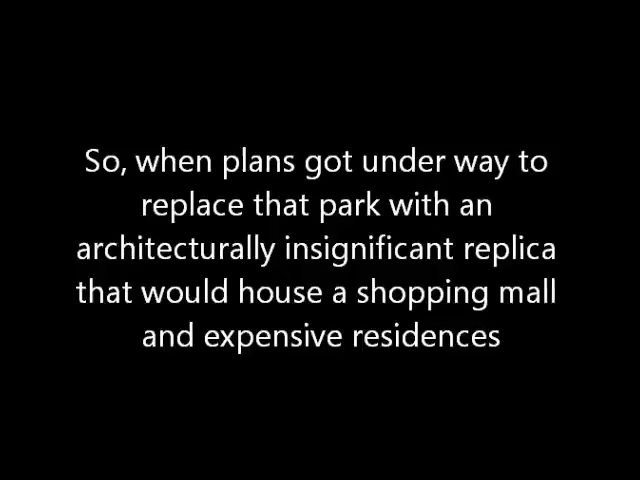 So, when plans got under way to
replace that park with an
architecturally insignificant replica
that would house a shopping mall
and expensive residences